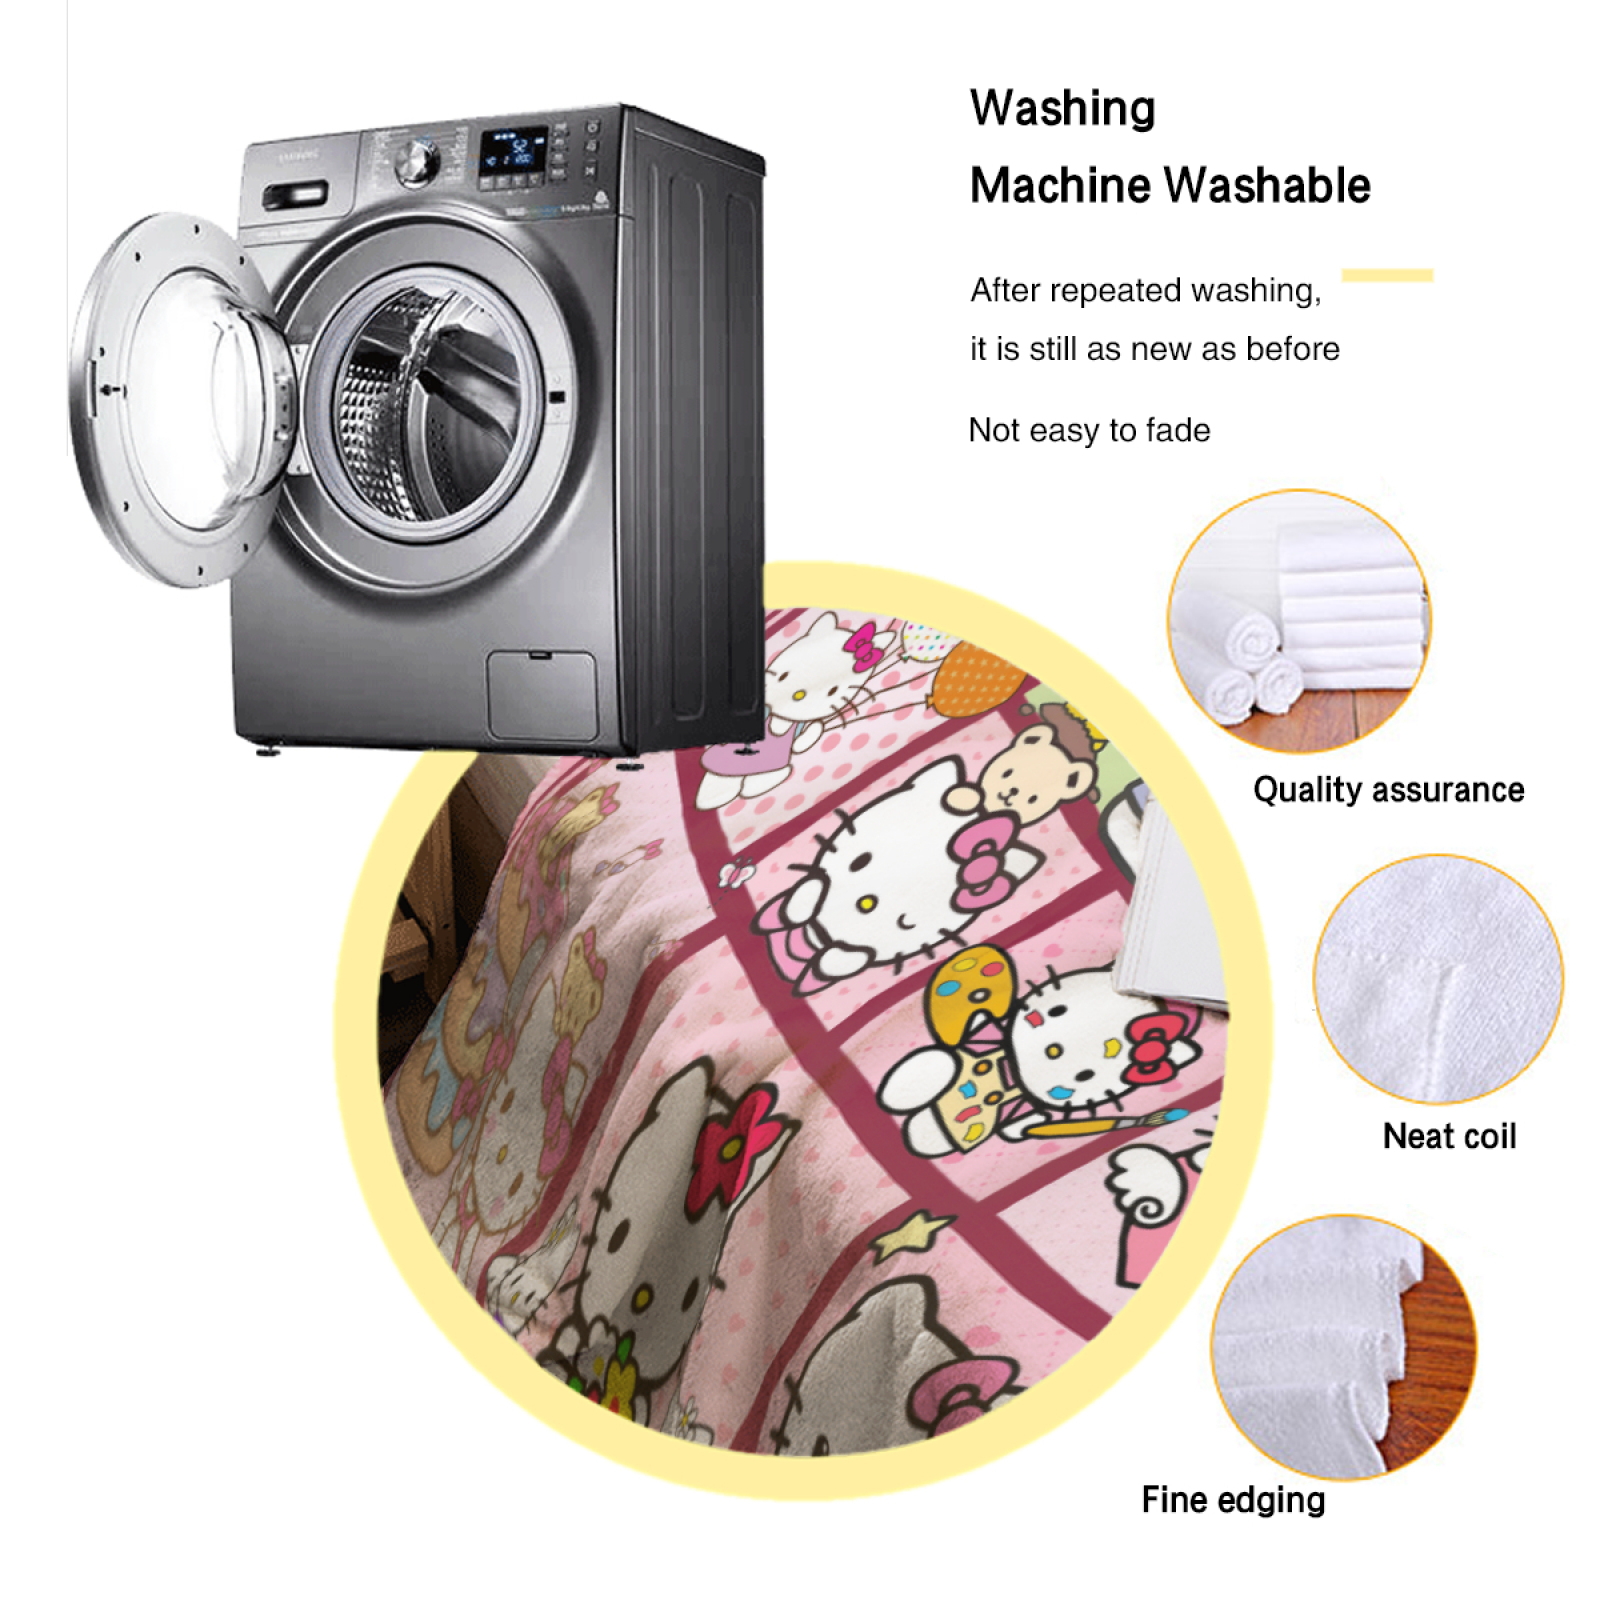 Washing
Machine Washable
After repeated washing,
it is still as new as before
Not easy to fade
Quality assurance
Neat coil
Fine edging